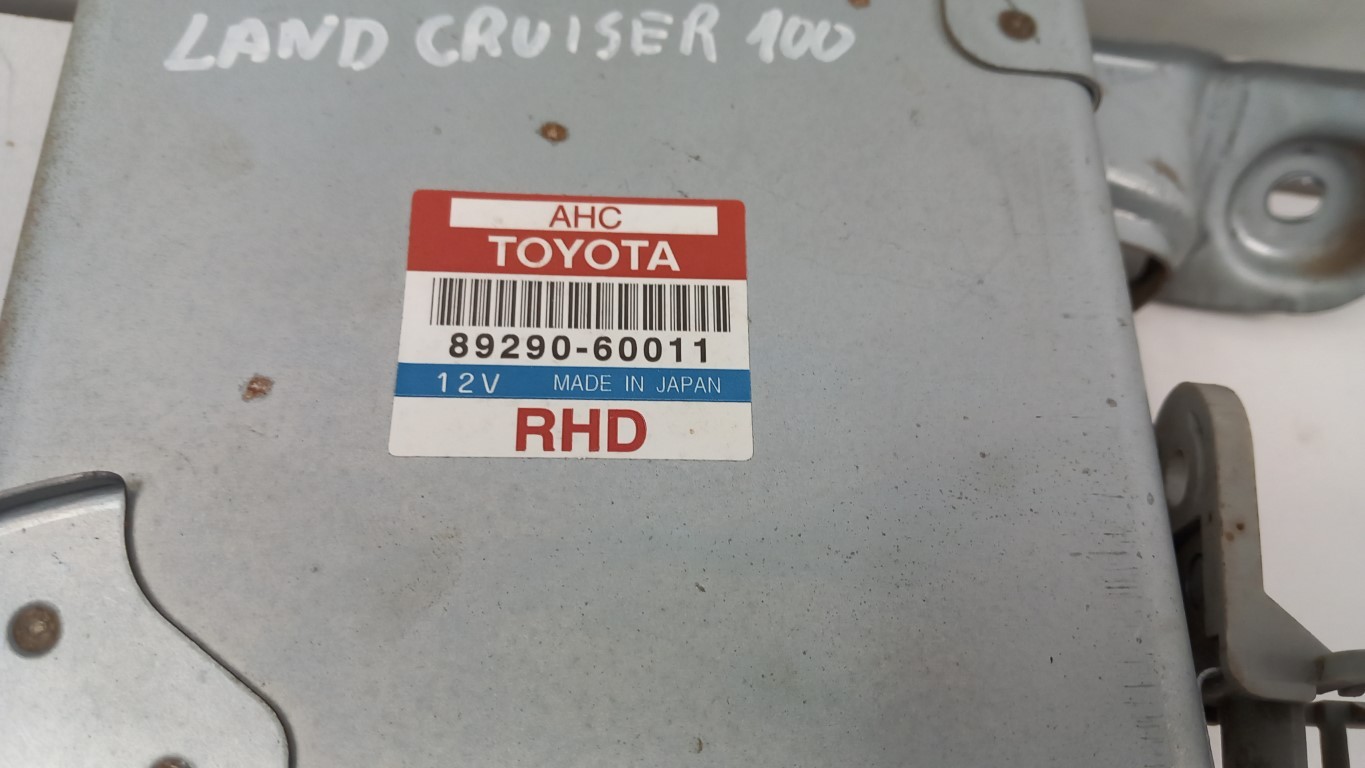 LAND CRUISER 100
AHC
TOYOTA
89290-60011
12V MADE IN JAPAN
RHD